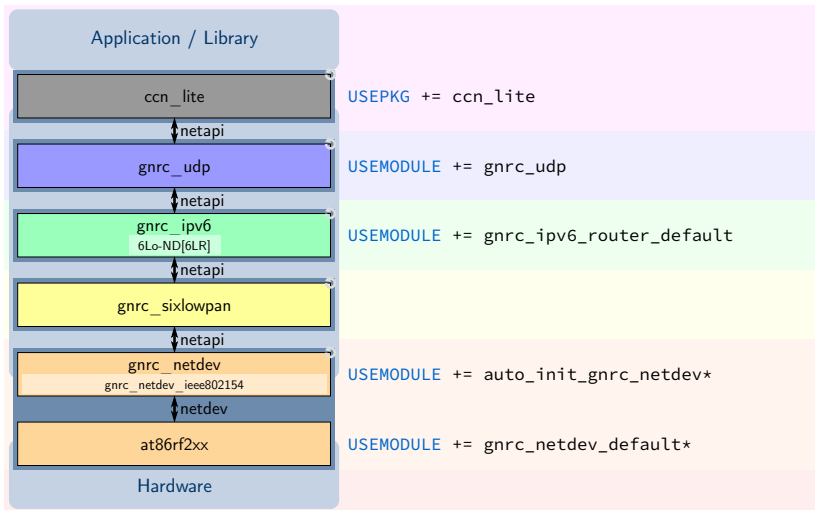 Application / Library
ccn_lite
USEPKG += ccn_lite
netapi
gnrc_udp
USEMODULE += gnrc_udp
netapi
gnrc_ipv6
6Lo-ND[6LR]
USEMODULE += gnrc_ipv6_router_default
netapi
gnrc_sixlowpan
netapi
gnrc_netdev
gnrc_netdev_ieee802154
USEMODULE += auto_init_gnrc_netdev*
netdev
at86rf2xx
USEMODULE += gnrc_netdev_default*
Hardware